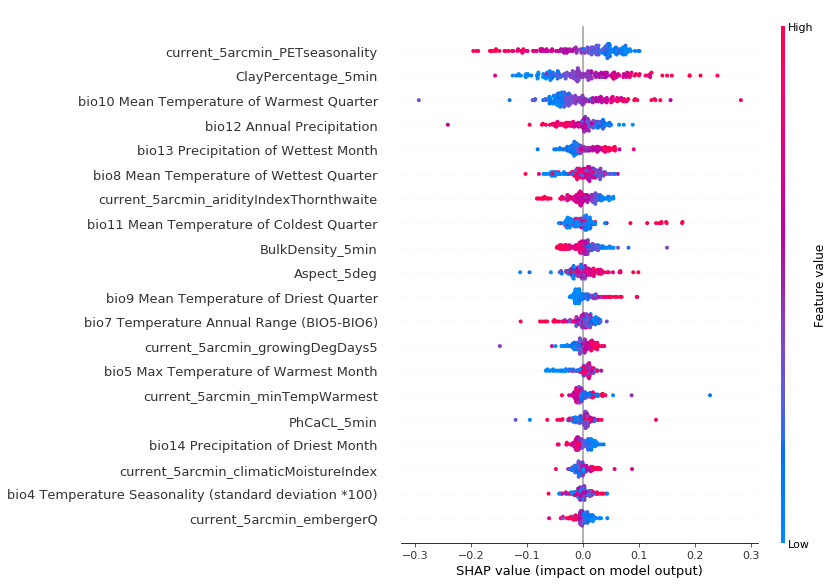 High
current_5arcmin_PETseasonality
ClayPercentage_5min
bio10 Mean Temperature of Warmest Quarter
bio12 Annual Precipitation
bio13 Precipitation of Wettest Month
bio8 Mean Temperature of Wettest Quarter
current_5arcmin_aridityIndexThornthwaite
bio11 Mean Temperature of Coldest Quarter
BulkDensity_5min
Aspect_5deg
bio9 Mean Temperature of Driest Quarter
bio7 Temperature Annual Range (BIO5-BIO6)
current_5arcmin_growingDegDays5
bio5 Max Temperature of Warmest Month
current_5arcmin_minTempWarmest
PhCaCL_5min
bio14 Precipitation of Driest Month
current_5arcmin_climaticMoistureIndex
bio4 Temperature Seasonality (standard deviation *100)
current_5arcmin_embergerQ
Feature value
Low
−0.3 −0.2 −0.1 0.0 0.1 0.2 0.3
SHAP value (impact on model output)